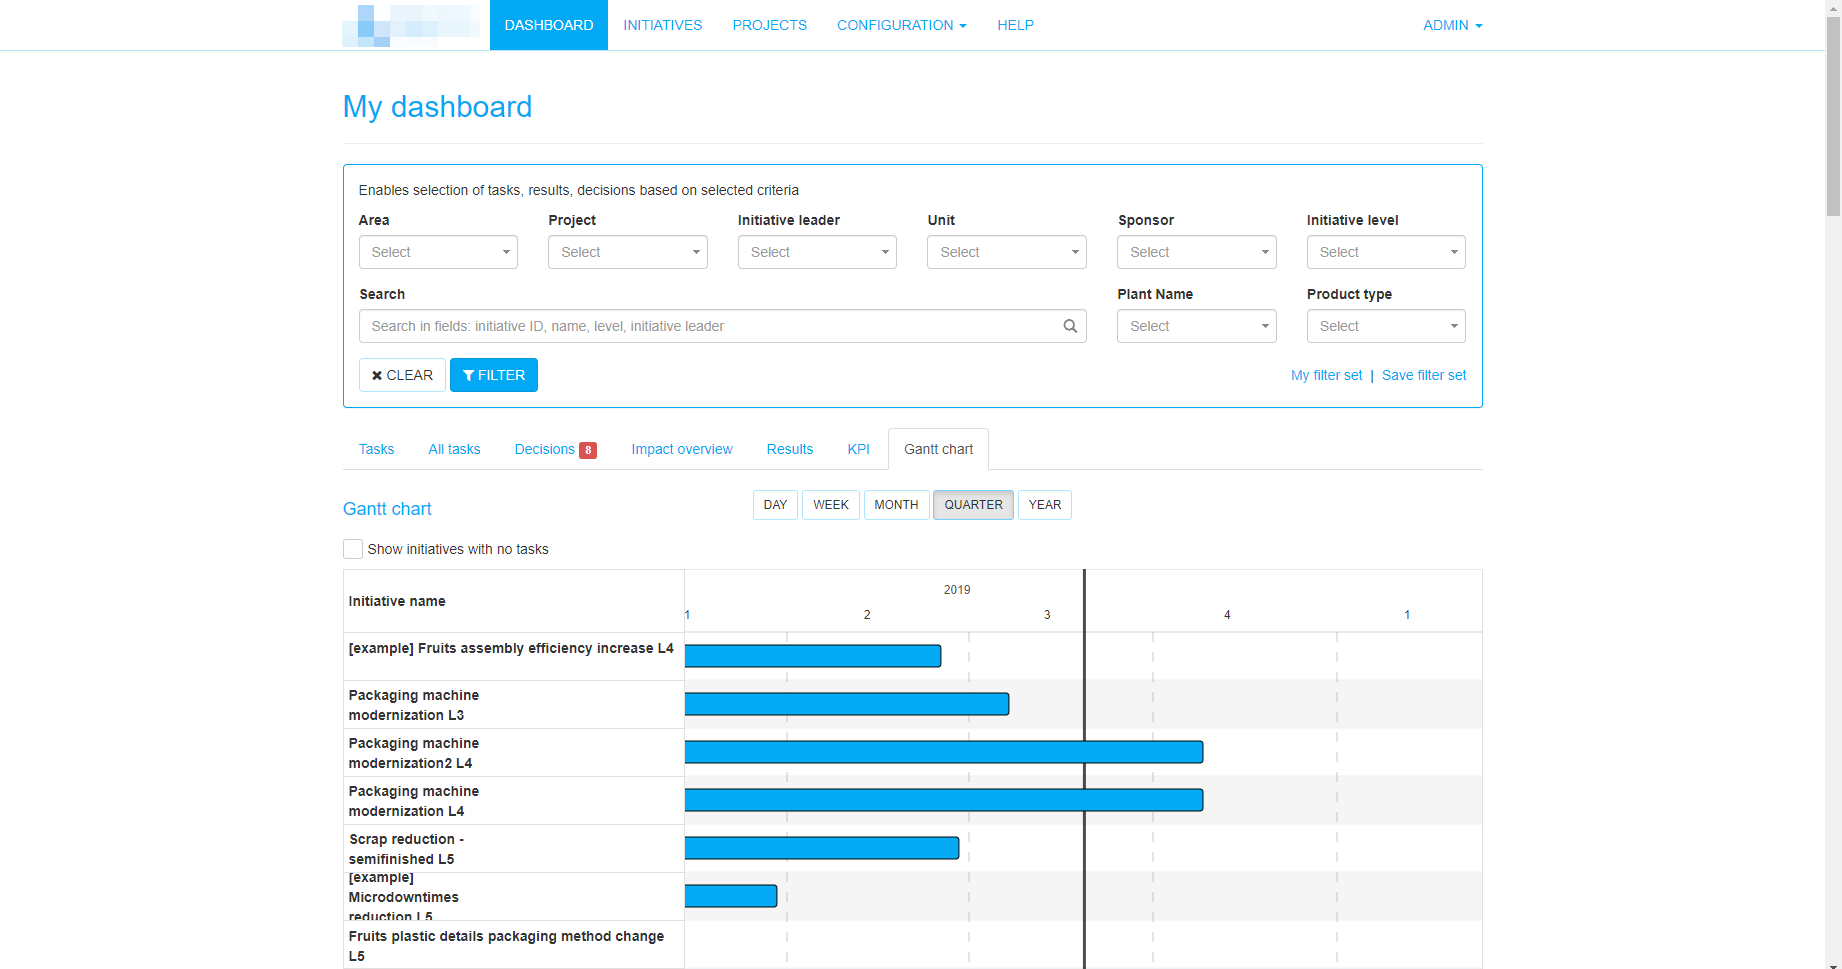 DASHBOARD INITIATIVES PROJECTS CONFIGURATION HELP ADMIN
My dashboard
Enables selection of tasks, results, decisions based on selected criteria
Area Project Initiative leader Unit Sponsor Initiative level
Select Select Select Select Select Select
Search Plant Name Product type
Search in fields: initiative ID, name, level, initiative leader Select Select
CLEAR FILTER My filter set | Save filter set
Tasks All tasks Decisions 8 Impact overview Results KPI Gantt chart
Gantt chart DAY WEEK MONTH QUARTER YEAR
Show initiatives with no tasks
Initiative name
2019
1 2 3 4 1
[example] Fruits assembly efficiency increase L4
Packaging machine
modernization L3
Packaging machine
modernization2 L4
Packaging machine
modernization L4
Scrap reduction -
semifinished L5
[example]
Microdowntimes
reduction L5
Fruits plastic details packaging method change
L5